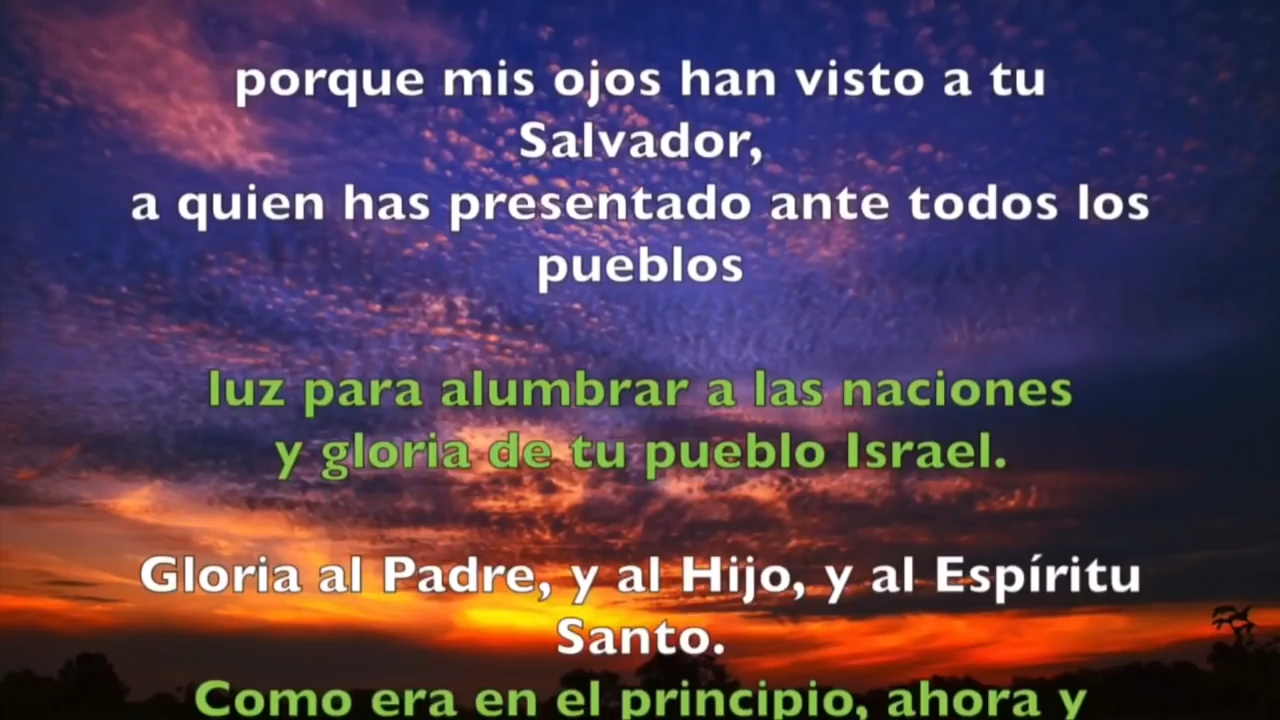 porque mis ojos han visto a tu
Salvador,
a quien has presentado ante todos los
pueblos
luz para alumbrar a las naciones
y gloria de tu pueblo Israel.
Gloria al Padre, y al Hijo, y al Espíritu
Santo.
Como era en el principio, ahora y